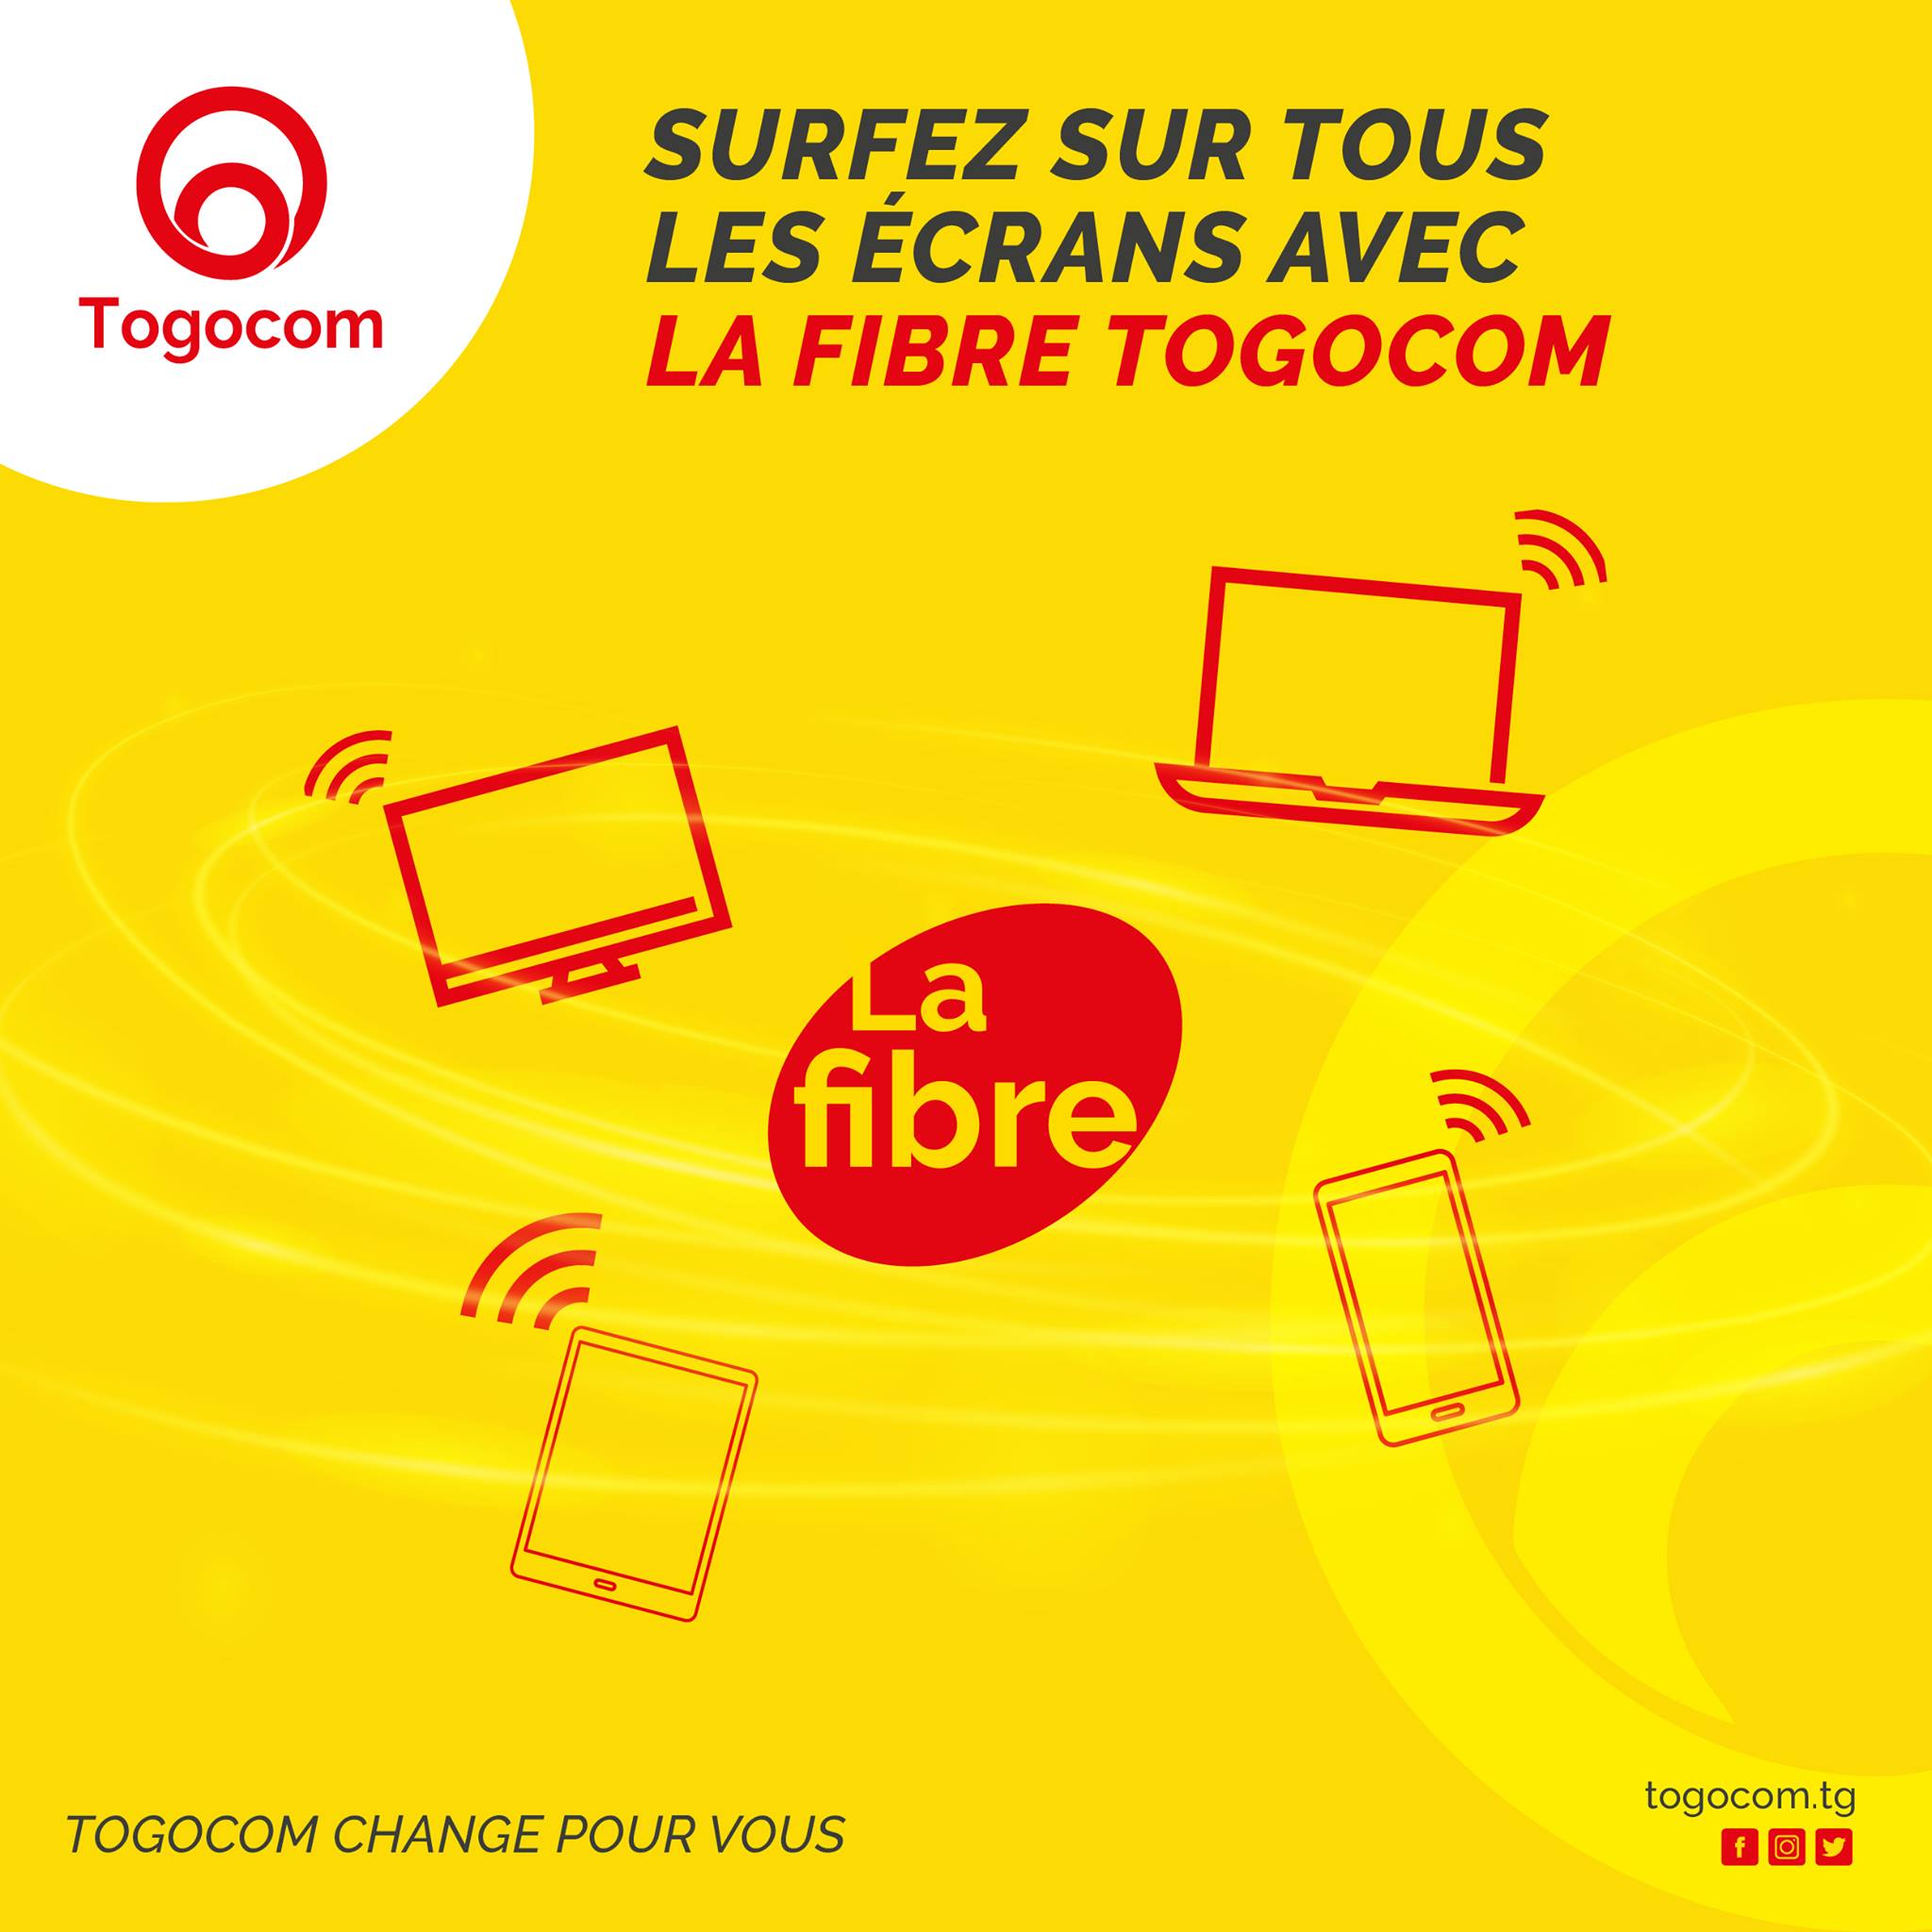 Togocom
SURFEZ SUR TOUS
LES ÉCRANS AVEC
LA FIBRE TOGOCOM
La
fibre
TOGOCOM CHANGE POUR VOUS
togocom.tg